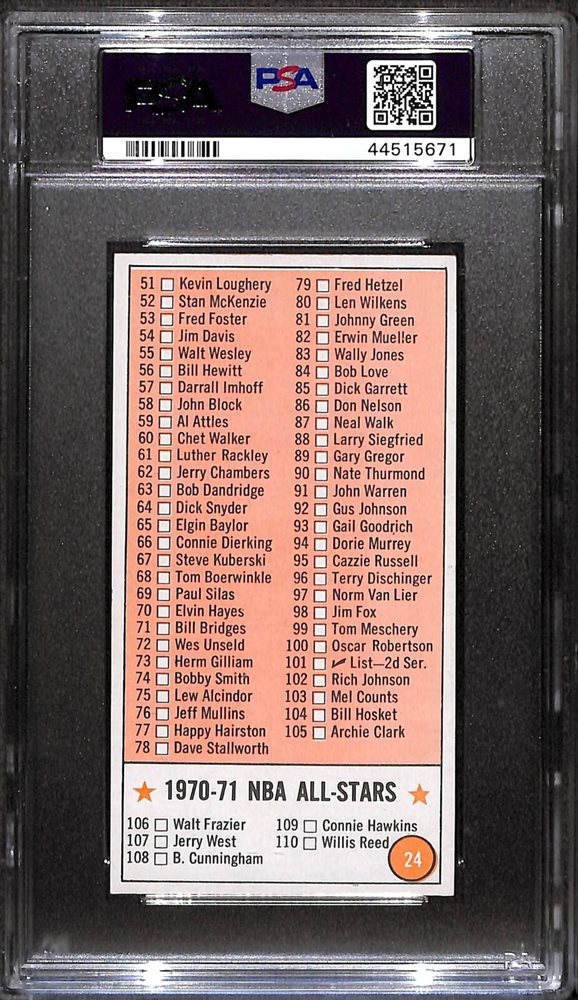 PSA
PSA
44515671
51 Kevin Loughery
52 Stan McKenzie
53 Fred Foster
54 Jim Davis
55 Walt Wesley
56 Bill Hewitt
57 Darrall Imhoff
58 John Block
59 Al Attles
60 Chet Walker
61 Luther Rackley
62 Jerry Chambers
63 Bob Dandridge
64 Dick Snyder
65 Elgin Baylor
66 Connie Dierking
67 Steve Kuberski
68 Tom Boerwinkle
69 Paul Silas
70 Elvin Hayes
71 Bill Bridges
72 Wes Unseld
73 Herm Gilliam
74 Bobby Smith
75 Lew Alcindor
76 Jeff Mullins
77 Happy Hairston
78 Dave Stallworth
79 Fred Hetzel
80 Len Wilkens
81 Johnny Green
82 Erwin Mueller
83 Wally Jones
84 Bob Love
85 Dick Garrett
86 Don Nelson
87 Neal Walk
88 Larry Siegfried
89 Gary Gregor
90 Nate Thurmond
91 John Warren
92 Gus Johnson
93 Gail Goodrich
94 Dorie Murrey
95 Cazzie Russell
96 Terry Dischinger
97 Norm Van Lier
98 Jim Fox
99 Tom Meschery
100 Oscar Robertson
101 List—2d Ser.
102 Rich Johnson
103 Mel Counts
104 Bill Hosket
105 Archie Clark
1970-71 NBA ALL-STARS
106 Walt Frazier
107 Jerry West
108 B. Cunningham
109 Connie Hawkins
110 Willis Reed
24
PSA